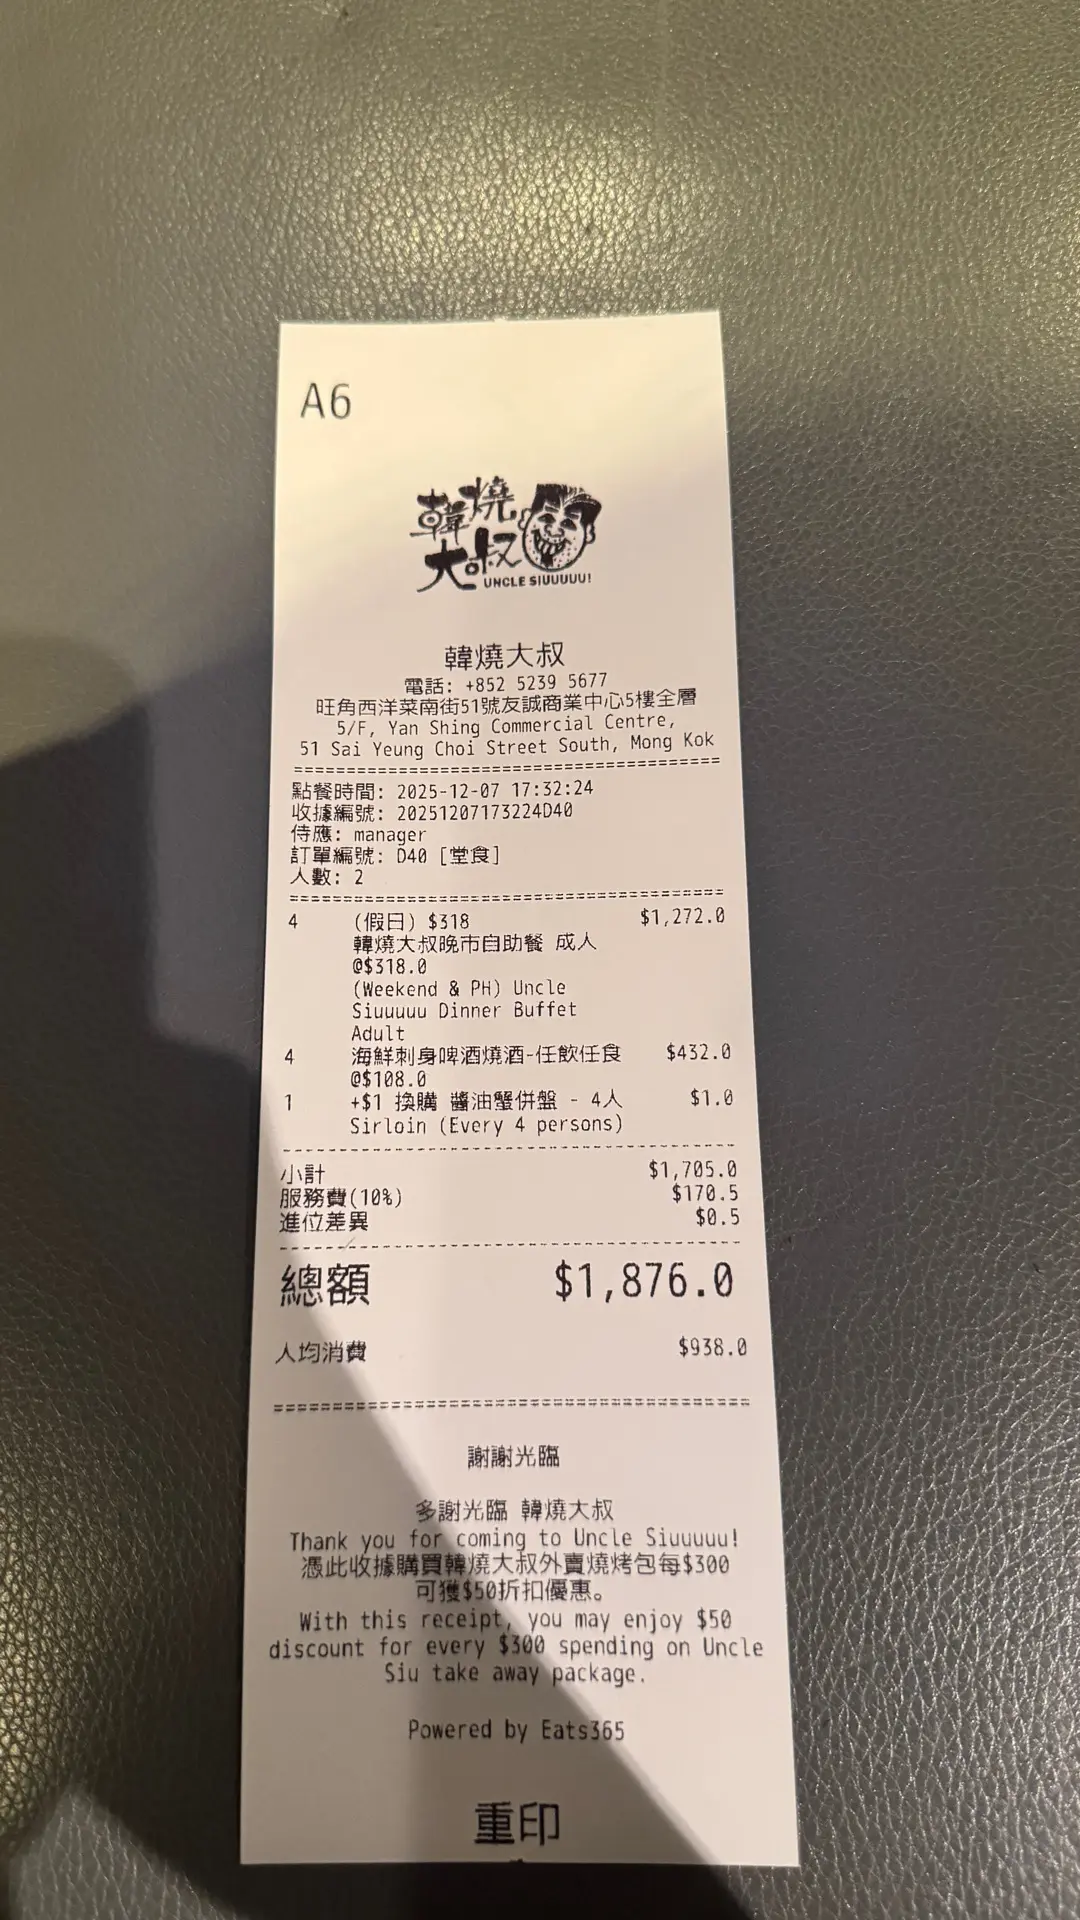 A6
韓燒
大叔
UNCLE SIUUUUU!
韓燒大叔
電話: +852 5239 5677
旺角西洋菜南街51號友誠商業中心5樓全層
5/F, Yan Shing Commercial Centre,
51 Sai Yeung Choi Street South, Mong Kok
點餐時間: 2025-12-07 17:32:24
收據編號: 20251207173224D40
侍應: manager
訂單編號: D40 [堂食]
人數: 2
4 (假日) $318 $1,272.0
韓燒大叔晚市自助餐 成人
@$318.0
(Weekend & PH) Uncle
Siuuuuu Dinner Buffet
Adult
4 海鮮刺身啤酒燒酒-任飲任食 $432.0
@$108.0
1 +$1 換購 醬油蟹併盤 - 4人 $1.0
Sirloin (Every 4 persons)
小計 $1,705.0
服務費(10%) $170.5
進位差異 $0.5
總額 $1,876.0
人均消費 $938.0
謝謝光臨
多謝光臨 韓燒大叔
Thank you for coming to Uncle Siuuuuu!
憑此收據購買韓燒大叔外賣燒烤包每$300
可獲$50折扣優惠。
With this receipt, you may enjoy $50
discount for every $300 spending on Uncle
Siu take away package.
Powered by Eats365
重印